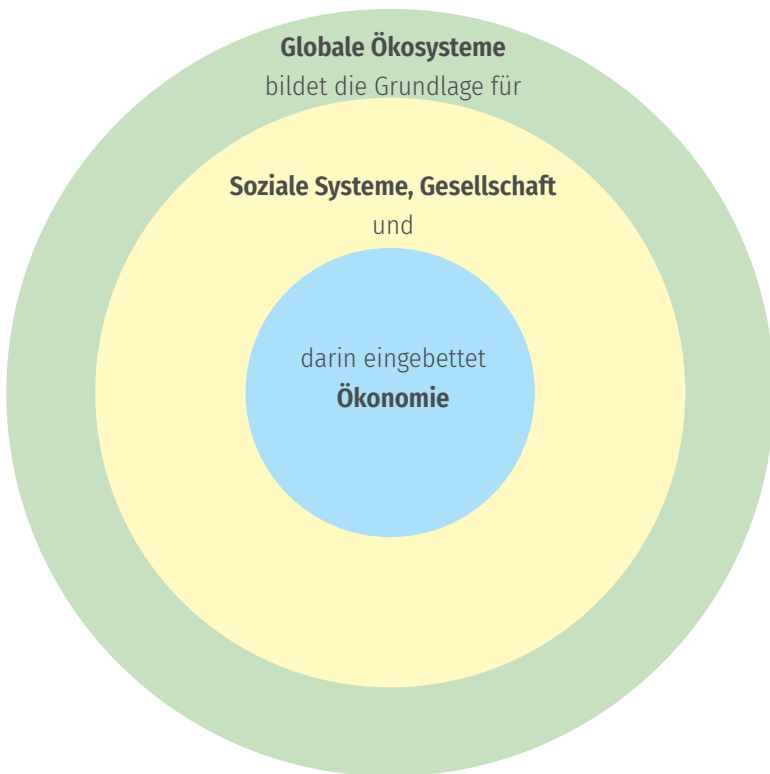 Globale Ökosysteme
bildet die Grundlage für
Soziale Systeme, Gesellschaft
und
darin eingebettet
Ökonomie